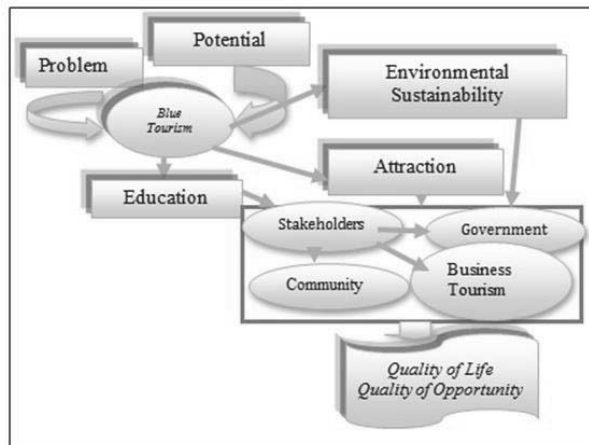 Potential
Problem
Environmental
Sustainability
Blue
Tourism
Attraction
Education
Stakeholders
Government
Business
Tourism
Community
Quality of Life
Quality of Opportunity